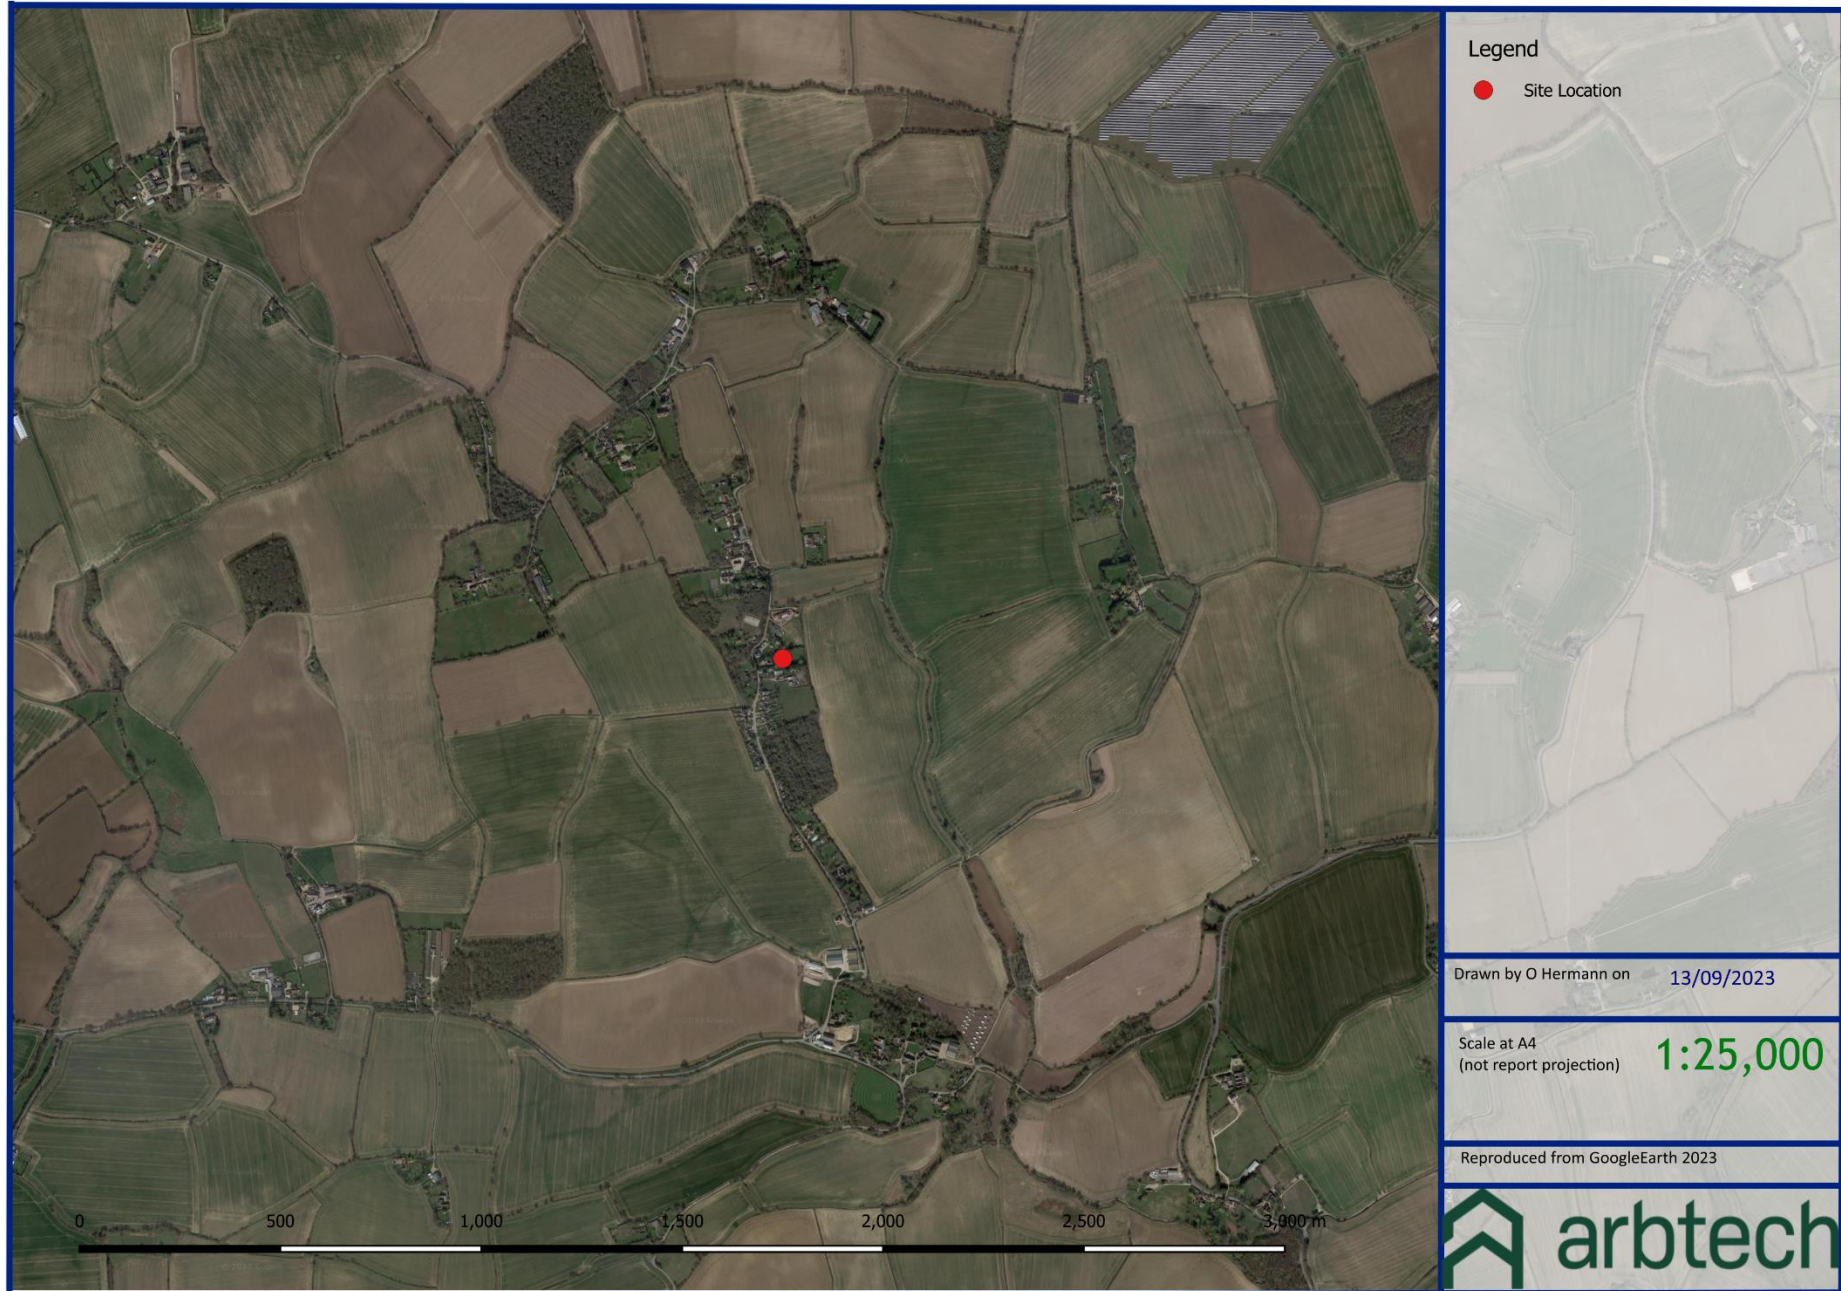 Legend
Site Location
Drawn by O Hermann on 13/09/2023
Scale at A4
(not report projection) 1:25,000
Reproduced from GoogleEarth 2023
arbtech
0 500 1,000 1,500 2,000 2,500 3,000 m